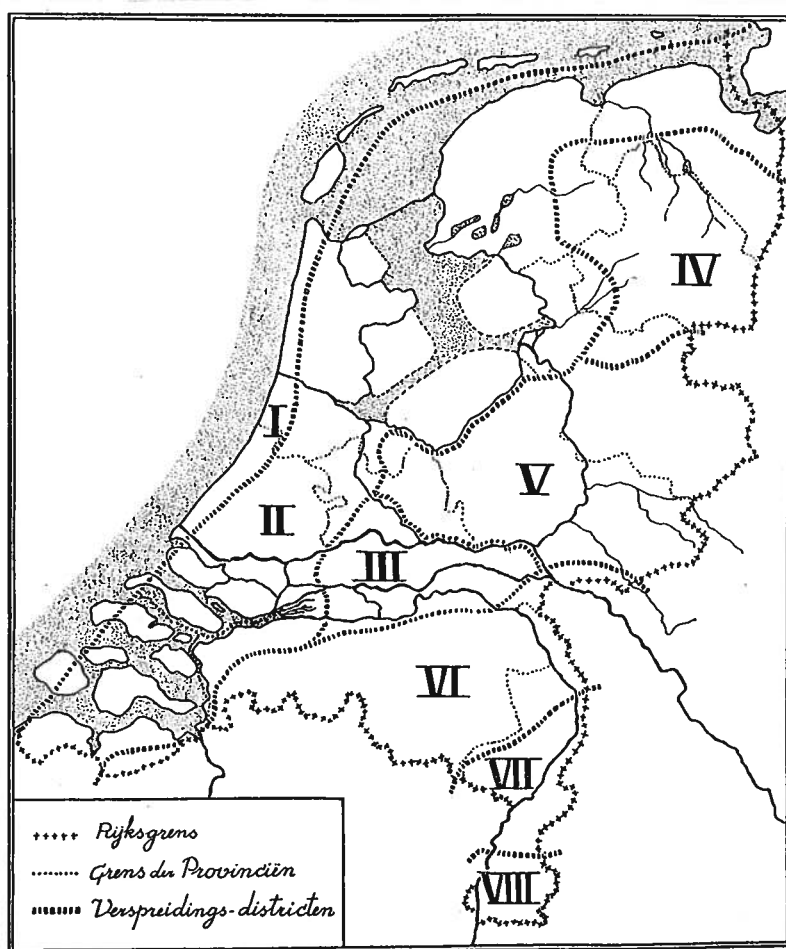 IV
I
V
II
III
VI
VII
VIII
Rijksgrens
Grens der Provinciën
Verspreidings-districten